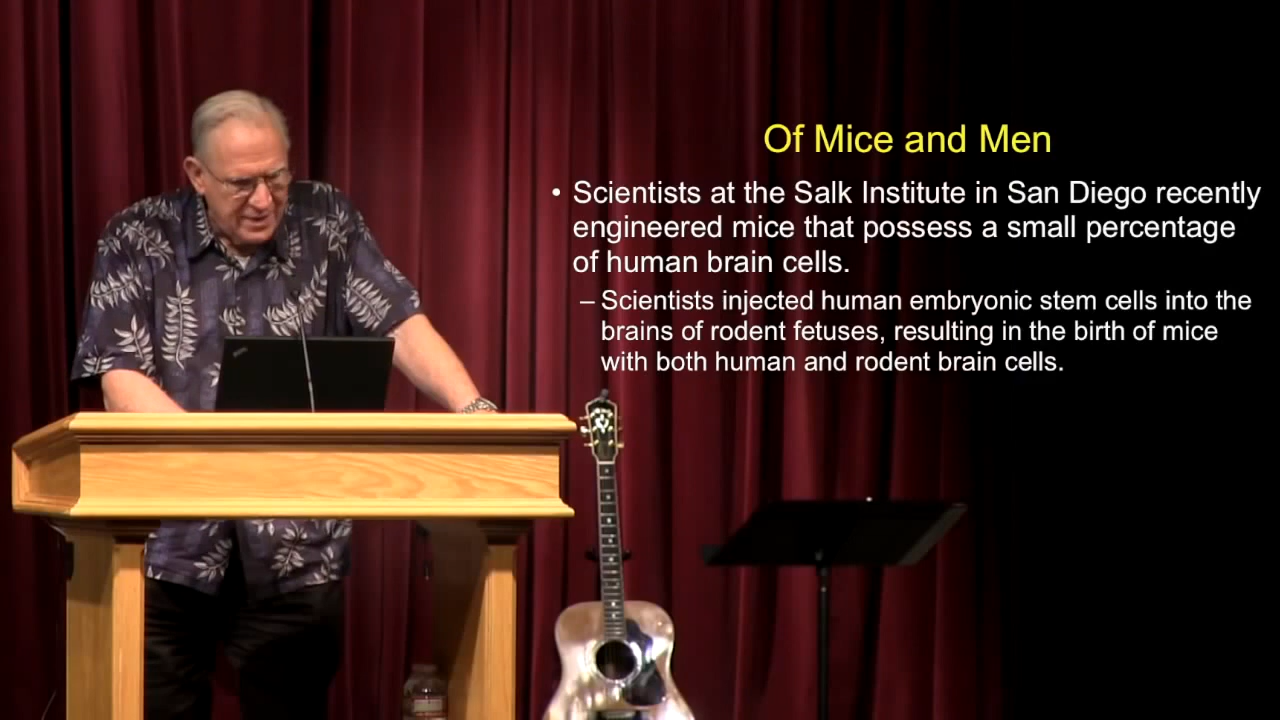 Of Mice and Men
• Scientists at the Salk Institute in San Diego recently
engineered mice that possess a small percentage
of human brain cells.
– Scientists injected human embryonic stem cells into the
brains of rodent fetuses, resulting in the birth of mice
with both human and rodent brain cells.